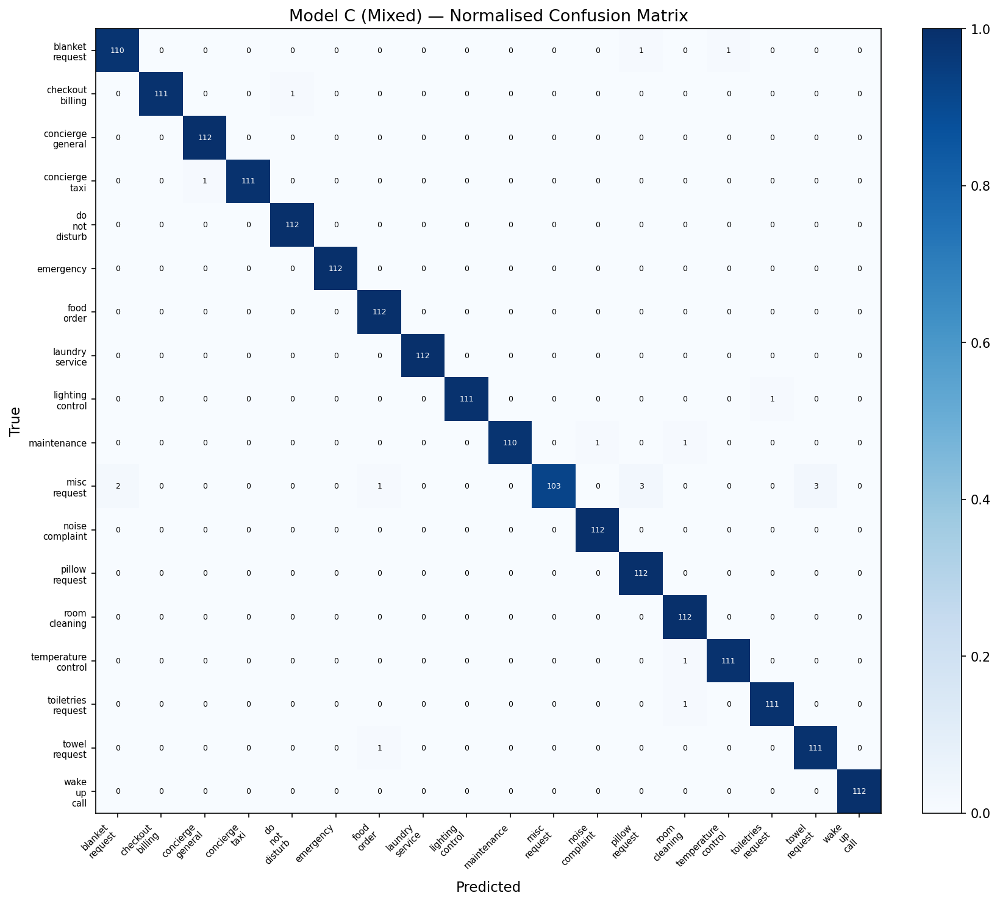 Model C (Mixed) — Normalised Confusion Matrix
blanket
request
110 0 0 0 0 0 0 0 0 0 0 0 1 0 1 0 0 0
checkout
billing
0 111 0 0 1 0 0 0 0 0 0 0 0 0 0 0 0 0
concierge
general
0 0 112 0 0 0 0 0 0 0 0 0 0 0 0 0 0 0
concierge
taxi
0 0 1 111 0 0 0 0 0 0 0 0 0 0 0 0 0 0
do
not
disturb
0 0 0 0 112 0 0 0 0 0 0 0 0 0 0 0 0 0
emergency
0 0 0 0 0 112 0 0 0 0 0 0 0 0 0 0 0 0
food
order
0 0 0 0 0 0 112 0 0 0 0 0 0 0 0 0 0 0
laundry
service
0 0 0 0 0 0 0 112 0 0 0 0 0 0 0 0 0 0
lighting
control
0 0 0 0 0 0 0 0 111 0 0 0 0 0 0 1 0 0
maintenance
0 0 0 0 0 0 0 0 0 110 0 1 0 1 0 0 0 0
misc
request
2 0 0 0 0 0 1 0 0 0 103 0 3 0 0 0 3 0
noise
complaint
0 0 0 0 0 0 0 0 0 0 0 112 0 0 0 0 0 0
pillow
request
0 0 0 0 0 0 0 0 0 0 0 0 112 0 0 0 0 0
room
cleaning
0 0 0 0 0 0 0 0 0 0 0 0 0 112 0 0 0 0
temperature
control
0 0 0 0 0 0 0 0 0 0 0 0 0 1 111 0 0 0
toiletries
request
0 0 0 0 0 0 0 0 0 0 0 0 0 1 0 111 0 0
towel
request
0 0 0 0 0 0 1 0 0 0 0 0 0 0 0 0 111 0
wake
up
call
0 0 0 0 0 0 0 0 0 0 0 0 0 0 0 0 0 112
True
blanket
request
checkout
billing
concierge
general
concierge
taxi
do
not
disturb
emergency
food
order
laundry
service
lighting
control
maintenance
misc
request
noise
complaint
pillow
request
room
cleaning
temperature
control
toiletries
request
towel
request
wake
up
call
Predicted
1.0
0.8
0.6
0.4
0.2
0.0